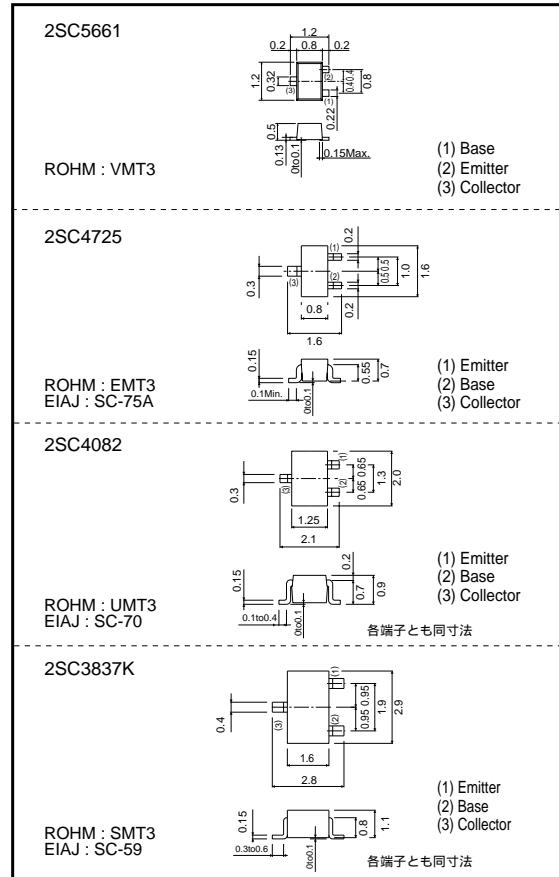 2SC5661
1.2
0.2 0.8 0.2
1.2
0.32
(3)
(2)
(1)
0.4 0.4
0.8
0.22
0.5
0.13
0to0.1
0.15Max.
ROHM : VMT3
(1) Base
(2) Emitter
(3) Collector
2SC4725
0.2
(1)
0.3
(3)
(2)
0.5 0.5
1.0
1.6
0.2
0.8
1.6
0.15
0.1Min.
0to0.1
0.55
0.7
ROHM : EMT3
EIAJ : SC-75A
(1) Emitter
(2) Base
(3) Collector
2SC4082
0.3
(3)
(1)
(2)
0.65 0.65
1.3
2.0
1.25
2.1
0.2
0.15
0.1to0.4
0to0.1
0.7
0.9
ROHM : UMT3
EIAJ : SC-70
(1) Emitter
(2) Base
(3) Collector
各端子とも同寸法
2SC3837K
0.4
(3)
(1)
(2)
0.95 0.95
1.9
2.9
1.6
2.8
0.15
0.3to0.6
0to0.1
0.8
1.1
ROHM : SMT3
EIAJ : SC-59
(1) Emitter
(2) Base
(3) Collector
各端子とも同寸法